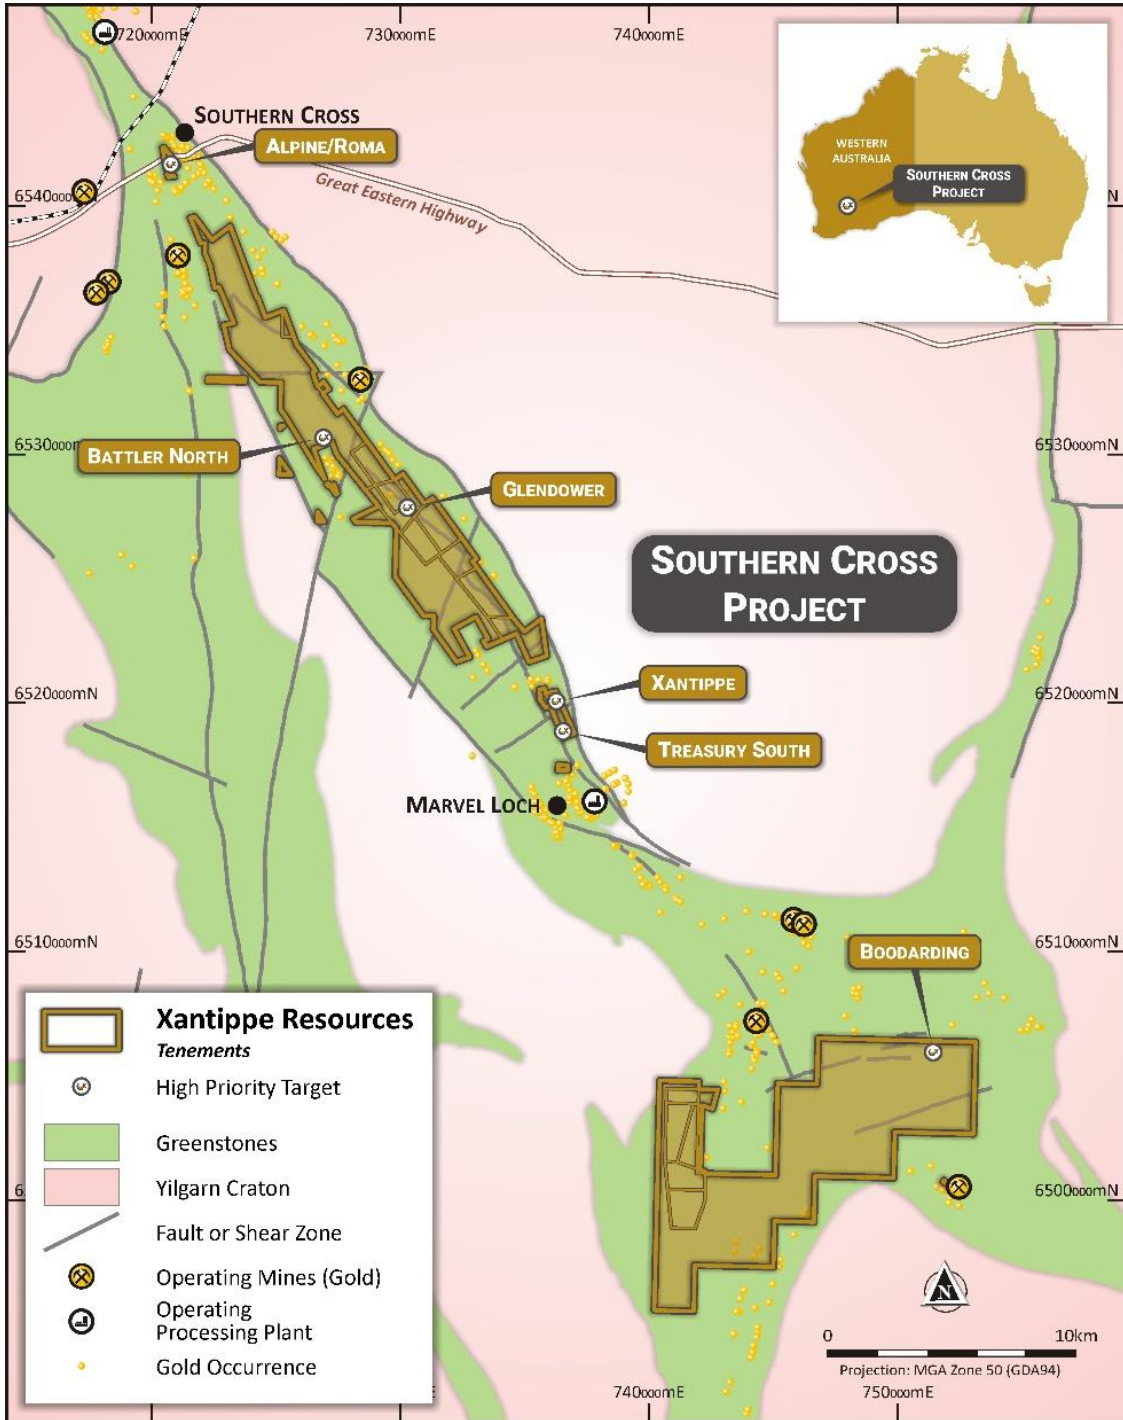 720000mE
730000mE
740000mE
SOUTHERN CROSS
ALPINE/ROMA
Great Eastern Highway
WESTERN
AUSTRALIA
SOUTHERN CROSS
PROJECT
6540000m
N
BATTLER NORTH
GLENDOWER
6530000m
6530000mN
SOUTHERN CROSS
PROJECT
XANTIPPE
TREASURY SOUTH
6520000mN
6520000mN
MARVEL LOCH
BOODARDING
6510000mN
6510000mN
Xantippe Resources
Tenements
High Priority Target
Greenstones
Yilgarn Craton
Fault or Shear Zone
Operating Mines (Gold)
Operating
Processing Plant
Gold Occurrence
6500000mN
N
0
10km
Projection: MGA Zone 50 (GDA94)
740000mE
750000mE